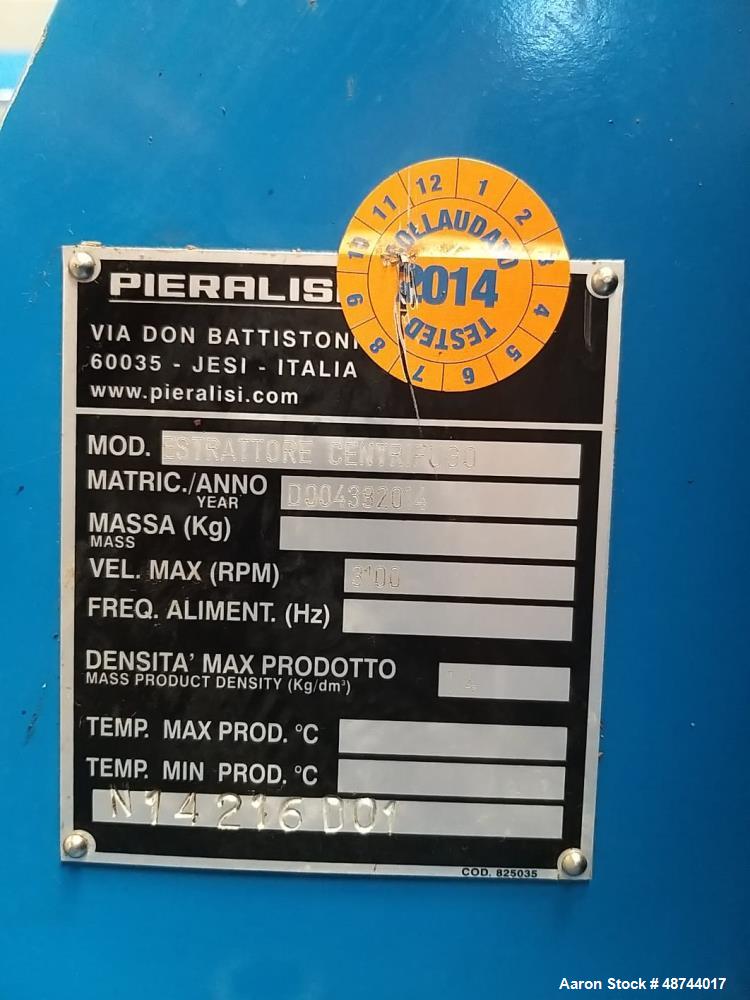 12 1 2 3 4 5 6 7 8 9 10 11
COLLAUDATO
2014
TESTED
PIERALISI
VIA DON BATTISTONI
60035 - JESI - ITALIA
www.pieralisi.com
MOD. ESTRATTORE CENTRIFUGO
MATRIC./ANNO
YEAR
MASSA (Kg)
MASS
VEL. MAX (RPM) 3100
FREQ. ALIMENT. (Hz)
DENSITA' MAX PRODOTTO
MASS PRODUCT DENSITY (Kg/dm³)
TEMP. MAX PROD. °C
TEMP. MIN PROD. °C
N14216D01
COD. 825035
Aaron Stock # 48744017